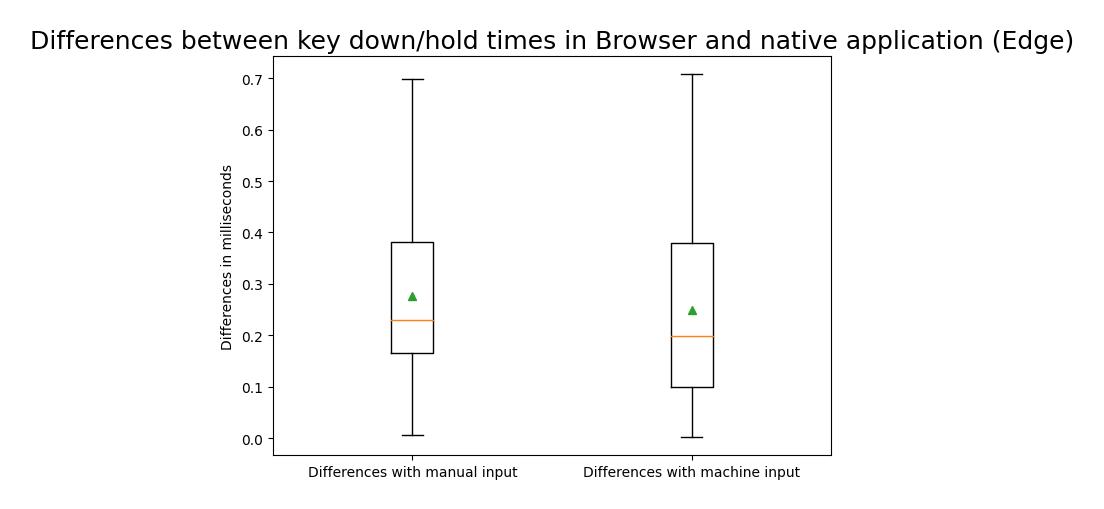 Differences between key down/hold times in Browser and native application (Edge)
0.7
0.6
0.5
0.4
0.3
0.2
0.1
0.0
Differences in milliseconds
Differences with manual input
Differences with machine input